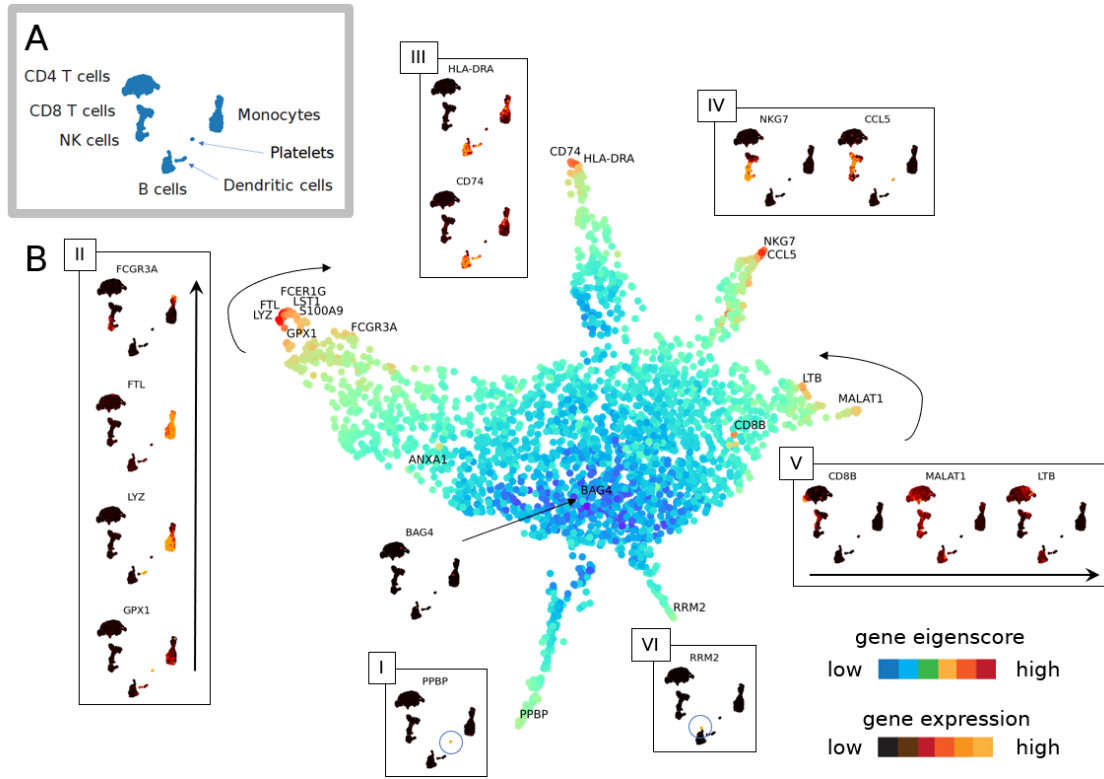 A
CD4 T cells
CD8 T cells
NK cells
B cells
Monocytes
Platelets
Dendritic cells
B
II
FCGR3A
FTL
LYZ
GPX1
III
HLA-DRA
CD74
IV
NKG7 CCL5
CD74 HLA-DRA
NKG7
CCL5
FCER1G
LST1
FTL S100A9
LYZ
GPX1 FCGR3A
LTB
MALAT1
CD8B
ANXA1
BAG4
BAG4
V
CD8B MALAT1 LTB
RRM2
PPBP
I
PPBP
VI
RRM2
gene eigenscore
low high
gene expression
low high